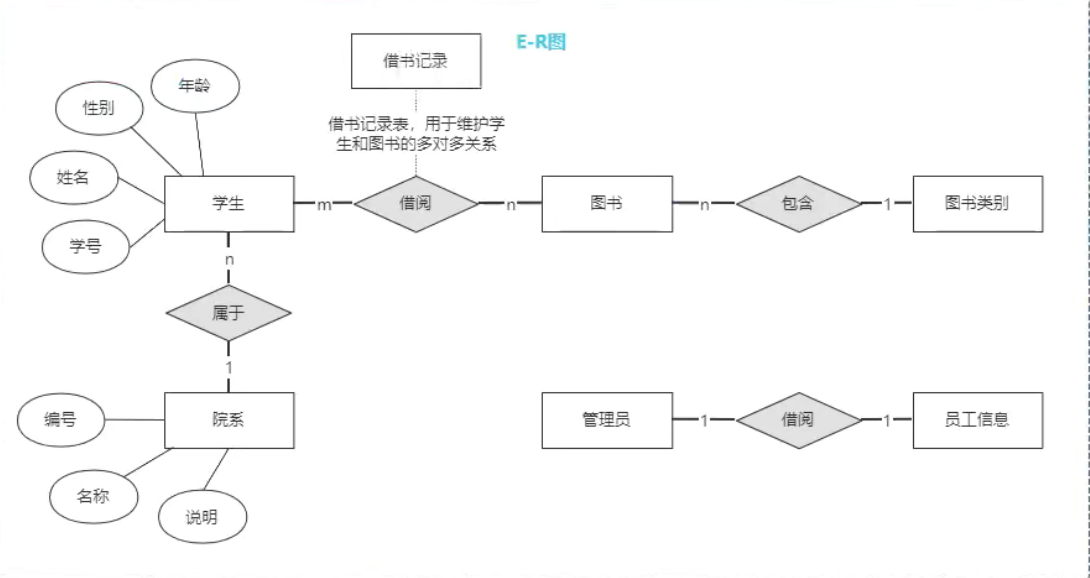 E-R图
借书记录
年龄
性别
借书记录表，用于维护学
生和图书的多对多关系
姓名
学生
m
借阅
n
图书
n
包含
1
图书类别
学号
n
属于
1
编号
院系
管理员
1
借阅
1
员工信息
名称
说明